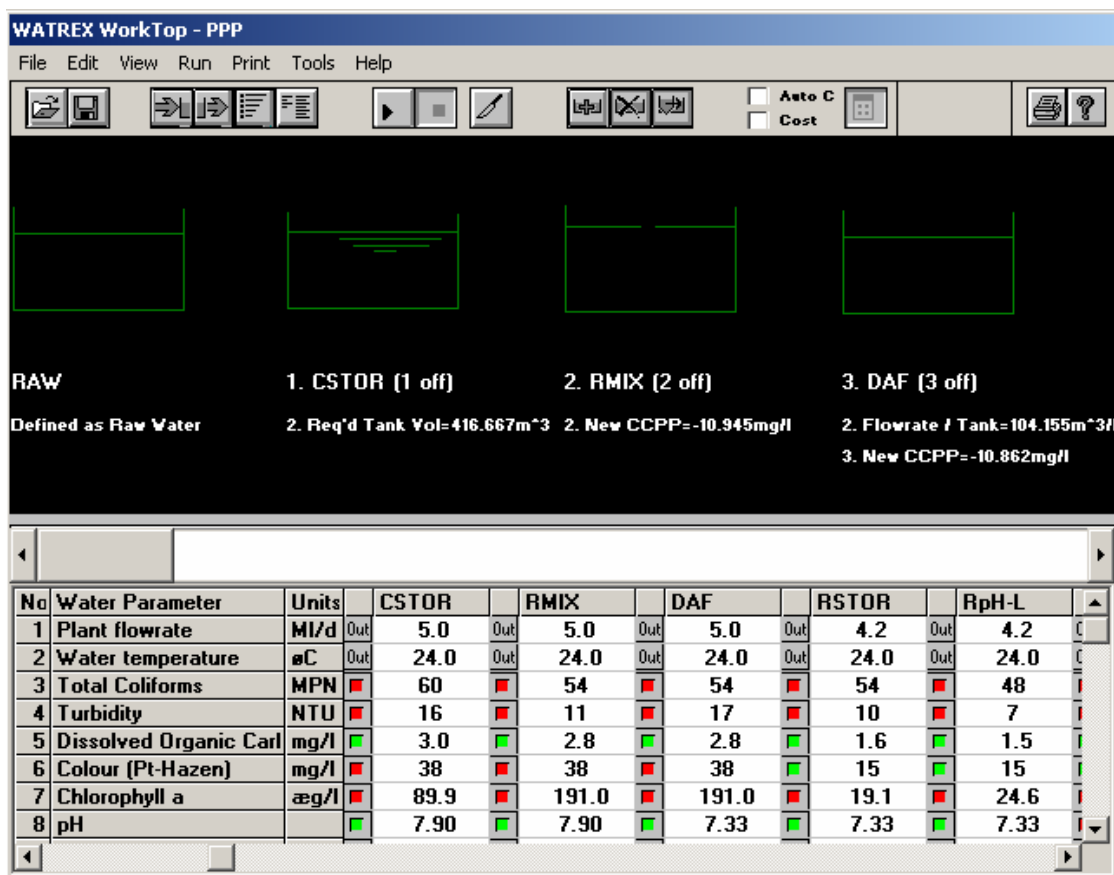 WATREX WorkTop - PPP
File Edit View Run Print Tools Help
Auto C
Cost
RAW 1. CSTOR (1 off) 2. RMIX (2 off) 3. DAF (3 off)
Defined as Raw Water 2. Req'd Tank Vol=416.667m^3 2. New CCPP=-10.945mg/l 2. Flowrate / Tank=104.155m^3/
3. New CCPP=-10.862mg/l
No Water Parameter Units CSTOR RMIX DAF RSTOR RpH-L
1 Plant flowrate Ml/d Out 5.0 Out 5.0 Out 5.0 Out 4.2 Out 4.2
2 Water temperature øC Out 24.0 Out 24.0 Out 24.0 Out 24.0 Out 24.0
3 Total Coliforms MPN 60 54 54 54 48
4 Turbidity NTU 16 11 17 10 7
5 Dissolved Organic Carl mg/l 3.0 2.8 2.8 1.6 1.5
6 Colour (Pt-Hazen) mg/l 38 38 38 15 15
7 Chlorophyll a æg/l 89.9 191.0 191.0 19.1 24.6
8 pH 7.90 7.90 7.33 7.33 7.33